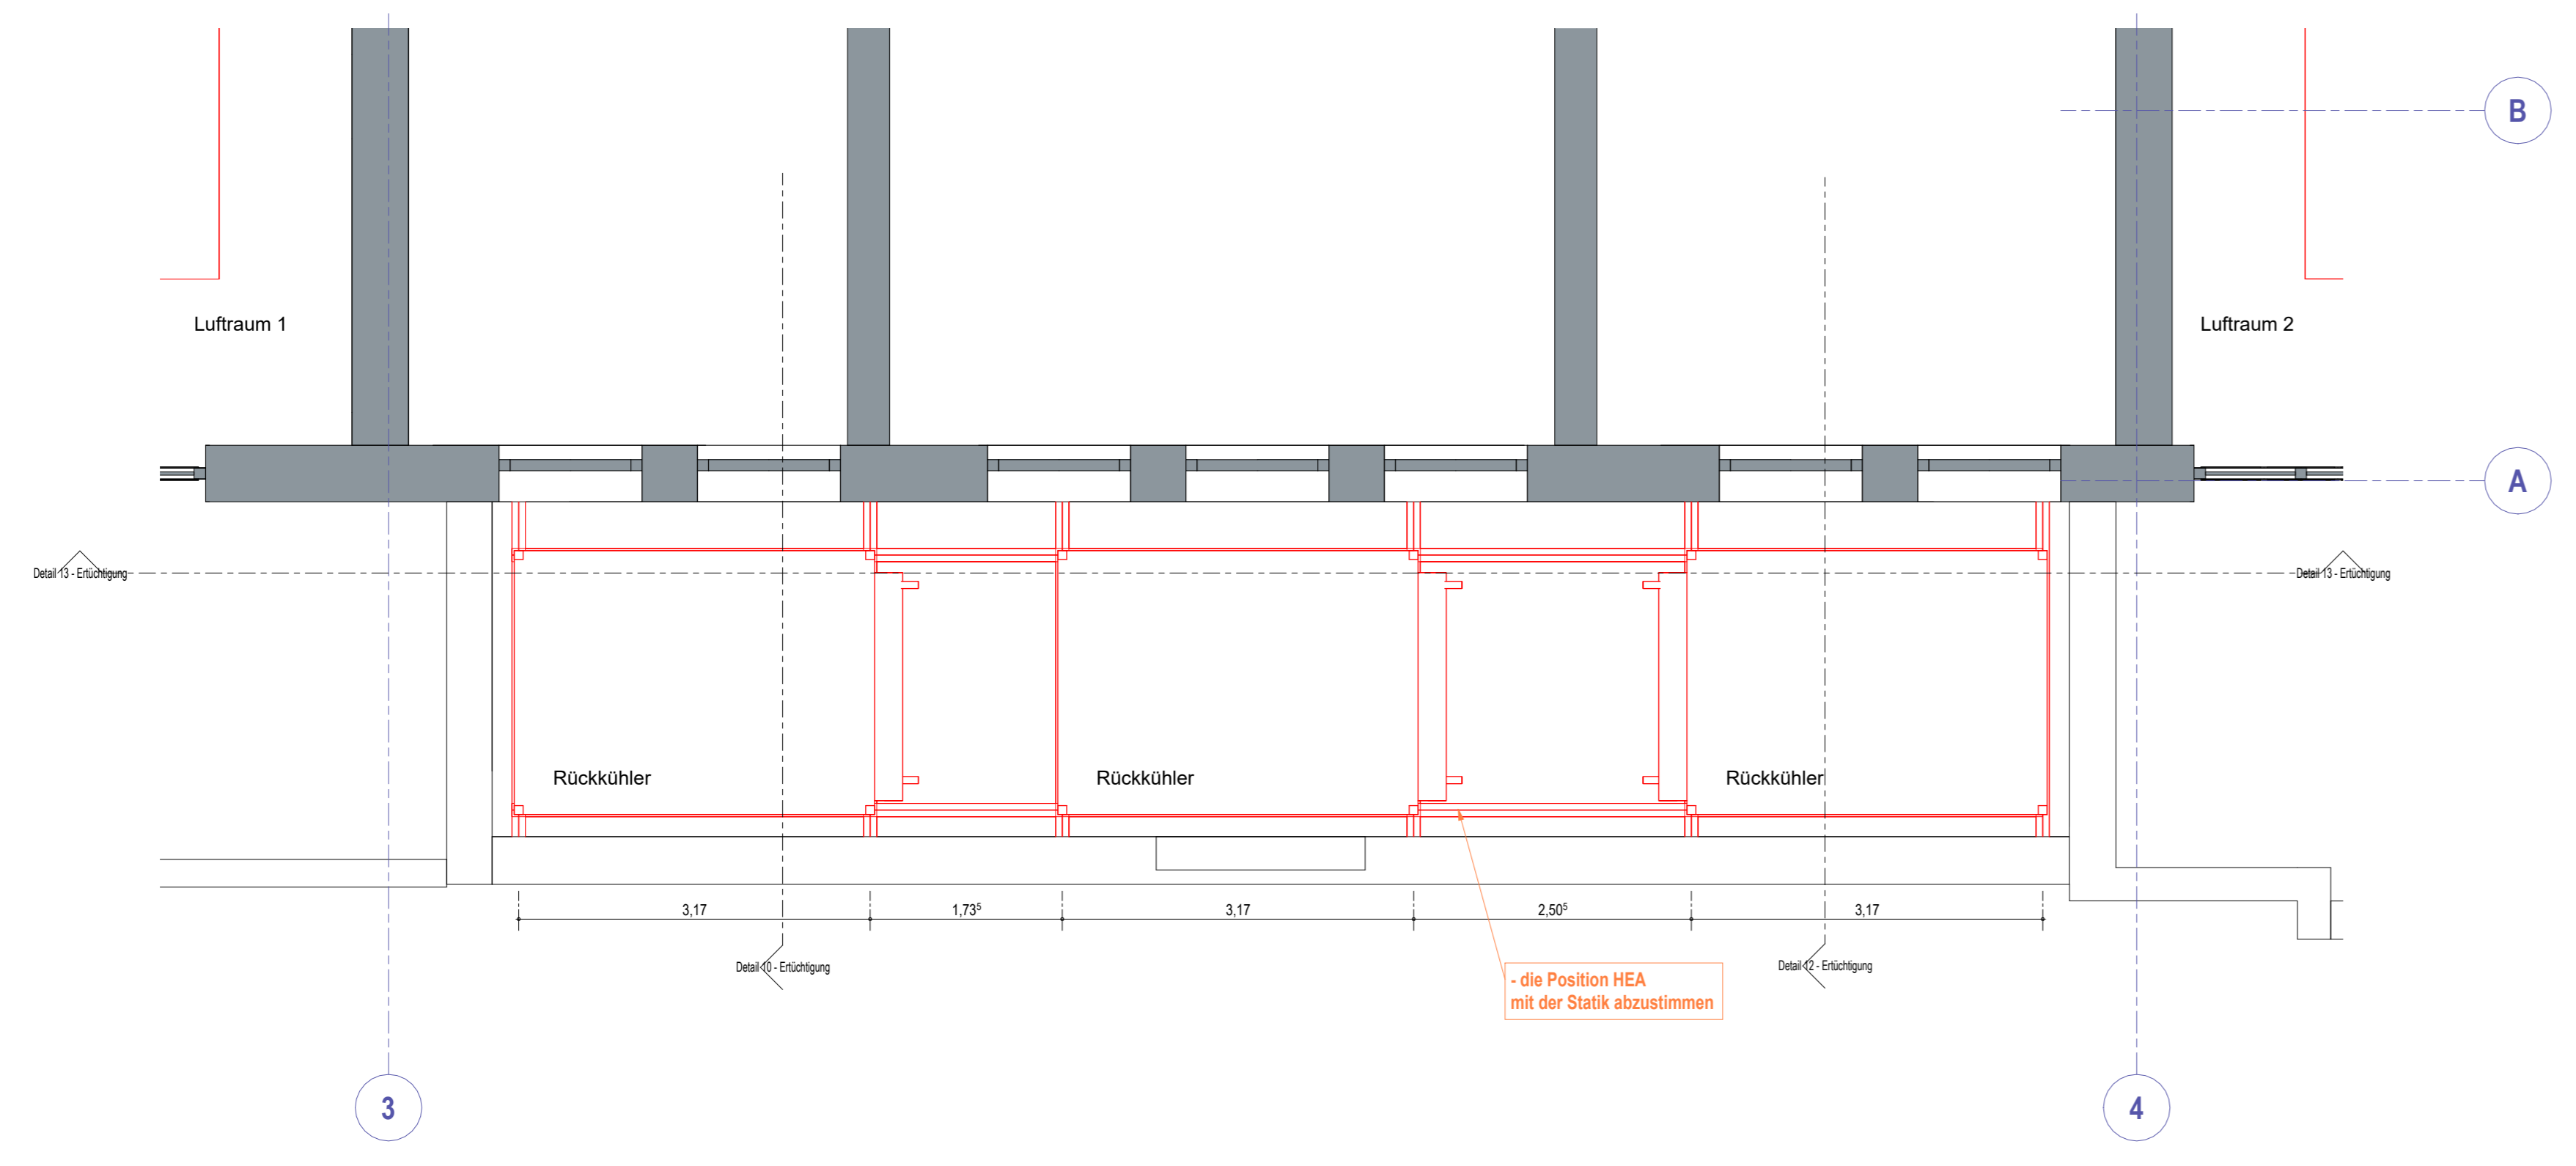 B
Luftraum 1
Luftraum 2
A
Detail 13 - Ertüchtigung
Detail 13 - Ertüchtigung
Rückkühler
Rückkühler
Rückkühler
3,17
1,73⁵
3,17
2,50⁵
3,17
Detail 10 - Ertüchtigung
Detail 12 - Ertüchtigung
- die Position HEA
mit der Statik abzustimmen
3
4